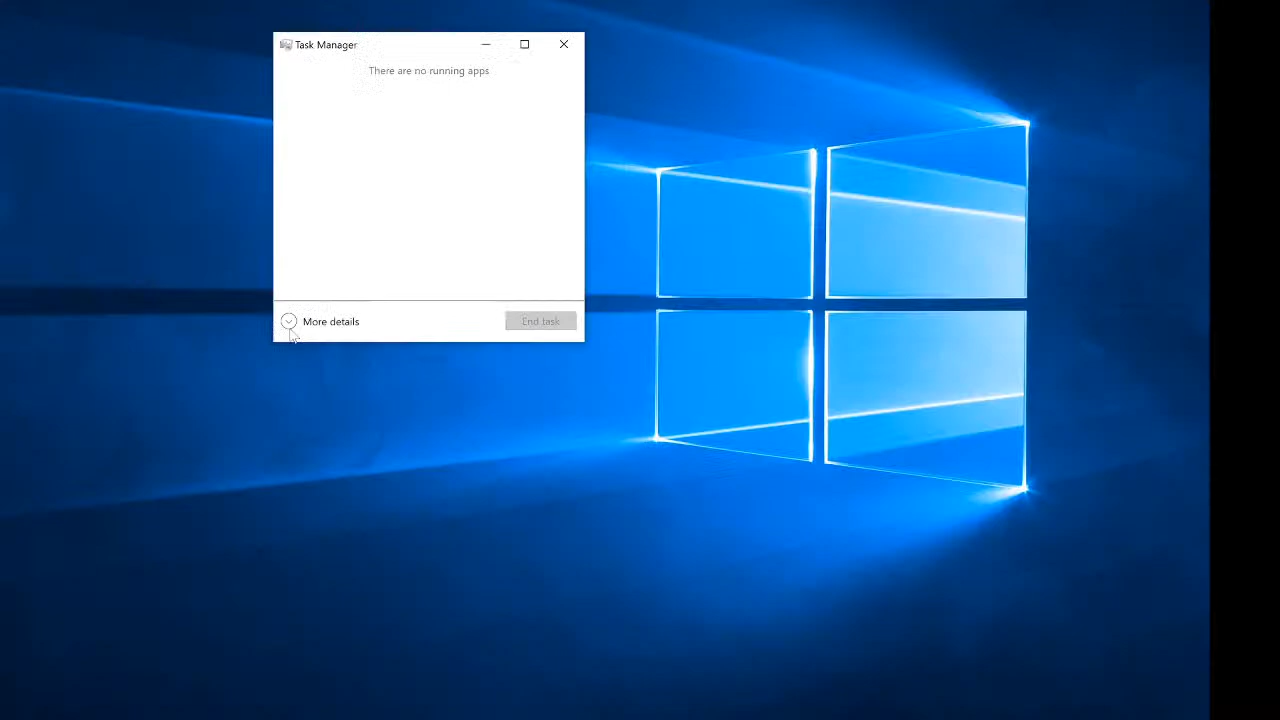 Task Manager
There are no running apps
More details
End task